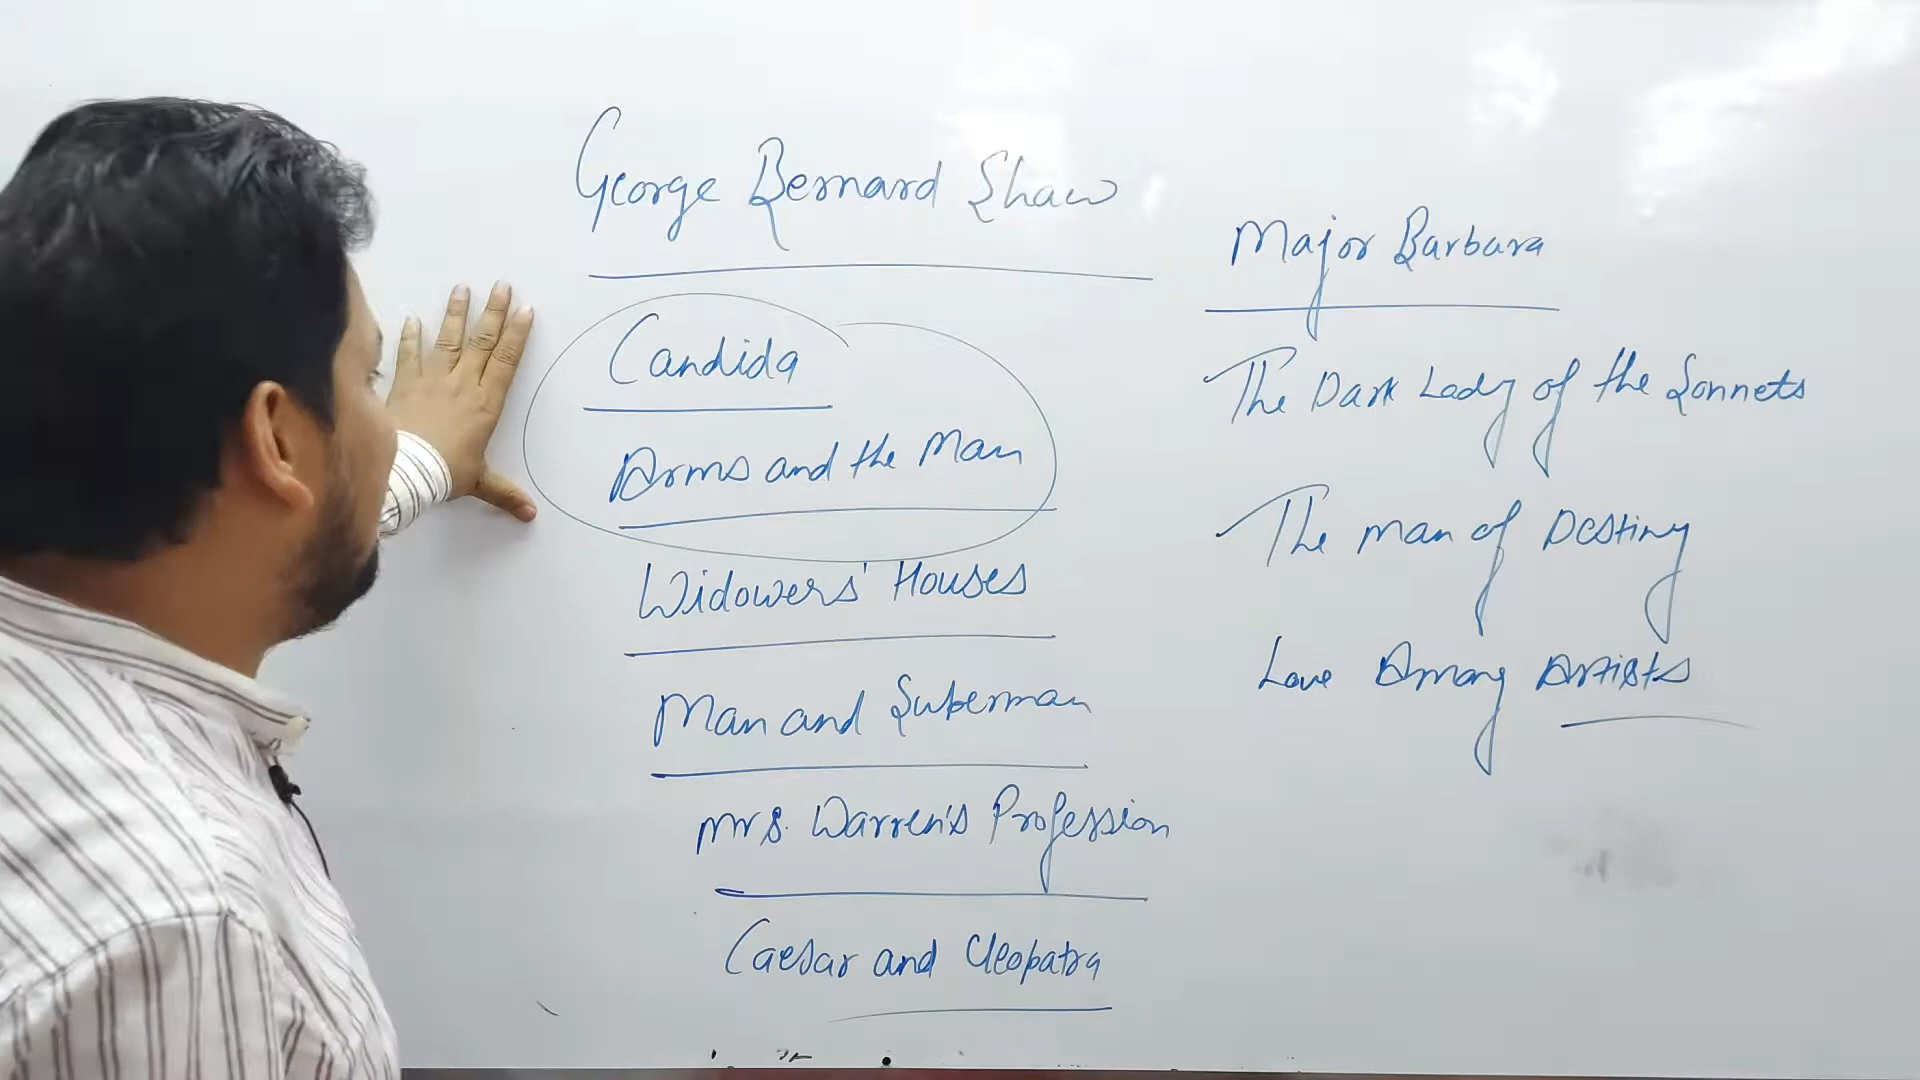 George Bernard Shaw
Candida
Arms and the Man
Widowers' Houses
Man and Superman
Mrs. Warren's Profession
Caesar and Cleopatra
Major Barbara
The Dark Lady of the Sonnets
The Man of Destiny
Love Among Artists